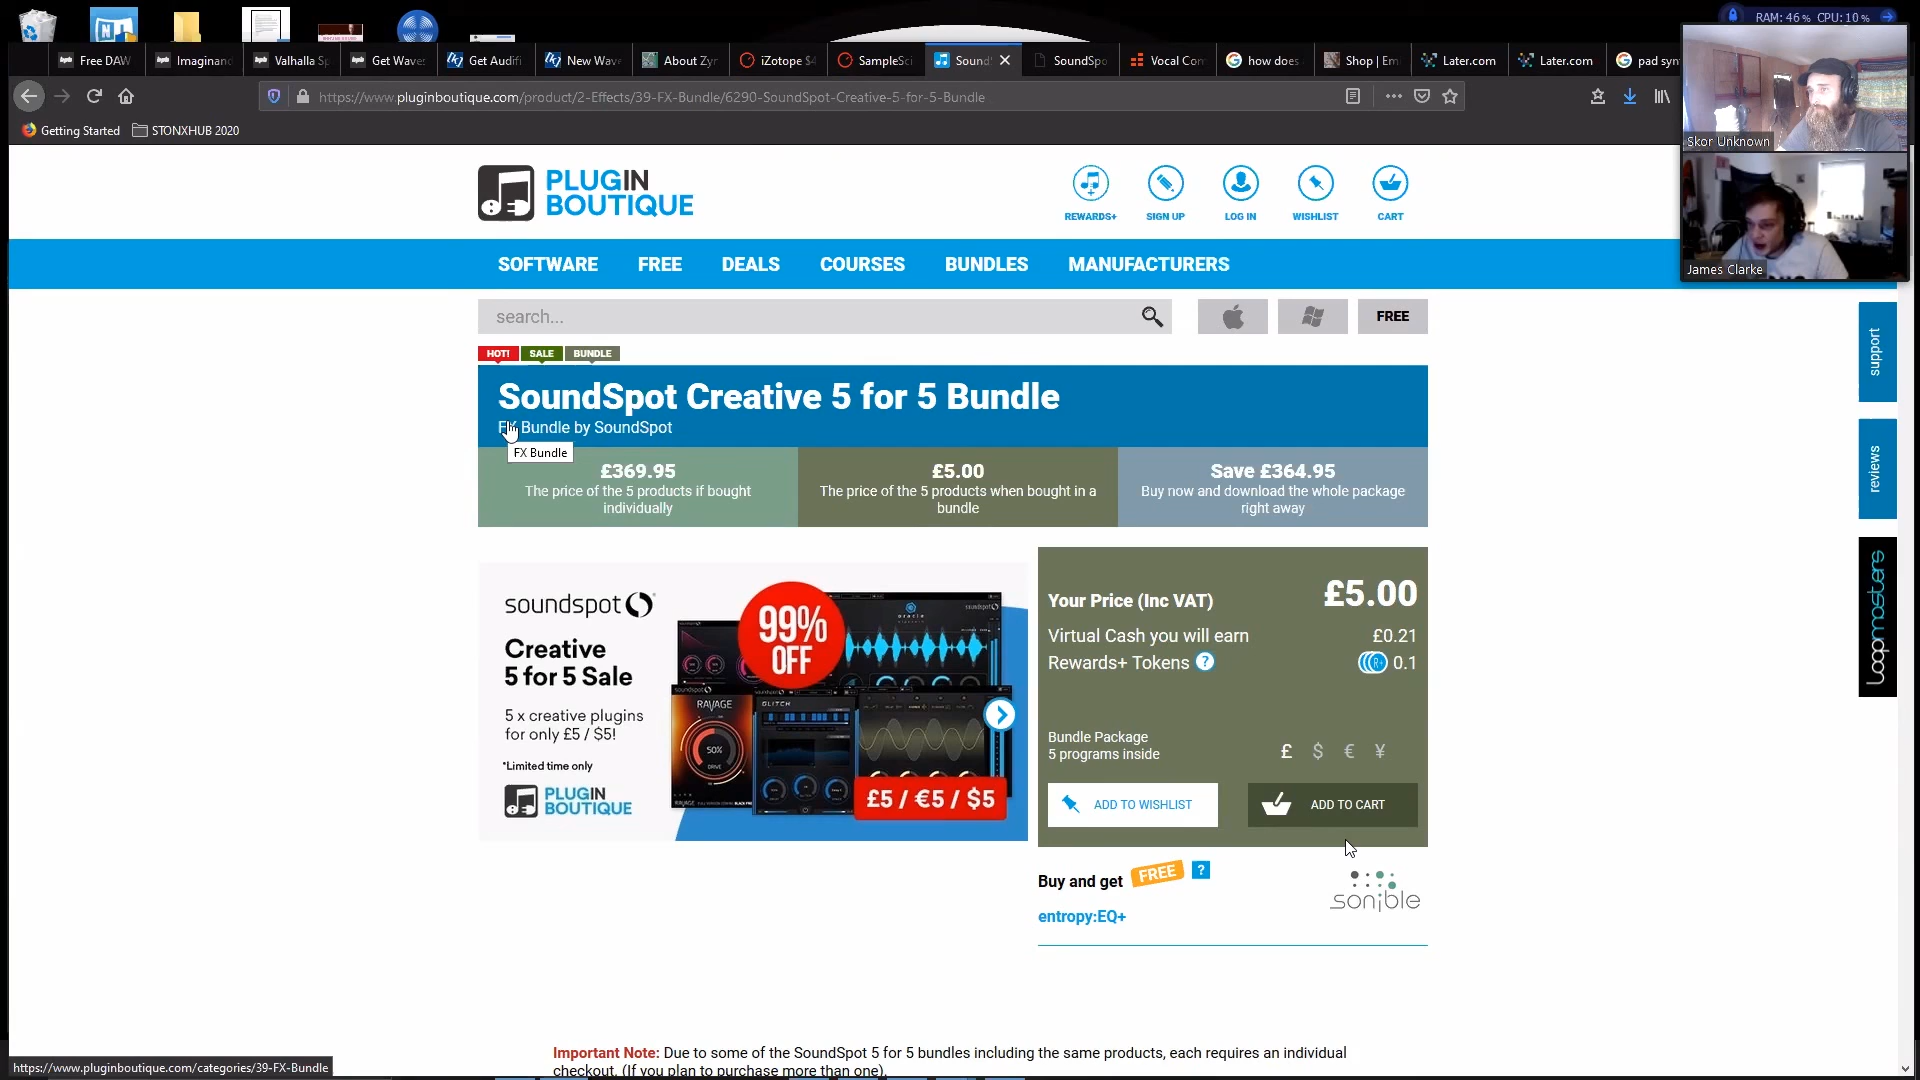 RAM: 46% CPU: 10%
Free DAW
Imaginand
Valhalla Sp
Get Waves
Get Audifi
New Wav
About Zyn
iZotope $4
SampleSci
Sound
SoundSpo
Vocal Con
how does
Shop | Em
Later.com
Later.com
pad syn
https://www.pluginboutique.com/product/2-Effects/39-FX-Bundle/6290-SoundSpot-Creative-5-for-5-Bundle
Getting Started
STONXHUB 2020
Skor Unknown
James Clarke
PLUGIN
BOUTIQUE
REWARDS+
SIGN UP
LOG IN
WISHLIST
CART
SOFTWARE
FREE
DEALS
COURSES
BUNDLES
MANUFACTURERS
search...
FREE
HOT!
SALE
BUNDLE
SoundSpot Creative 5 for 5 Bundle
FX Bundle by SoundSpot
FX Bundle
£369.95
The price of the 5 products if bought
individually
£5.00
The price of the 5 products when bought in a
bundle
Save £364.95
Buy now and download the whole package
right away
support
reviews
loopmasters
soundspot
Creative
5 for 5 Sale
5 x creative plugins
for only £5 / $5!
*Limited time only
PLUGIN
BOUTIQUE
99%
OFF
oracle
soundspot
RAVAGE
50%
DRIVE
GLITCH
£5 / €5 / $5
Your Price (Inc VAT)
£5.00
Virtual Cash you will earn
£0.21
Rewards+ Tokens ?
R+ 0.1
Bundle Package
5 programs inside
£ $ € ¥
ADD TO WISHLIST
ADD TO CART
Buy and get FREE ?
sonible
entropy:EQ+
Important Note: Due to some of the SoundSpot 5 for 5 bundles including the same products, each requires an individual
checkout. (If you plan to purchase more than one).
https://www.pluginboutique.com/categories/39-FX-Bundle